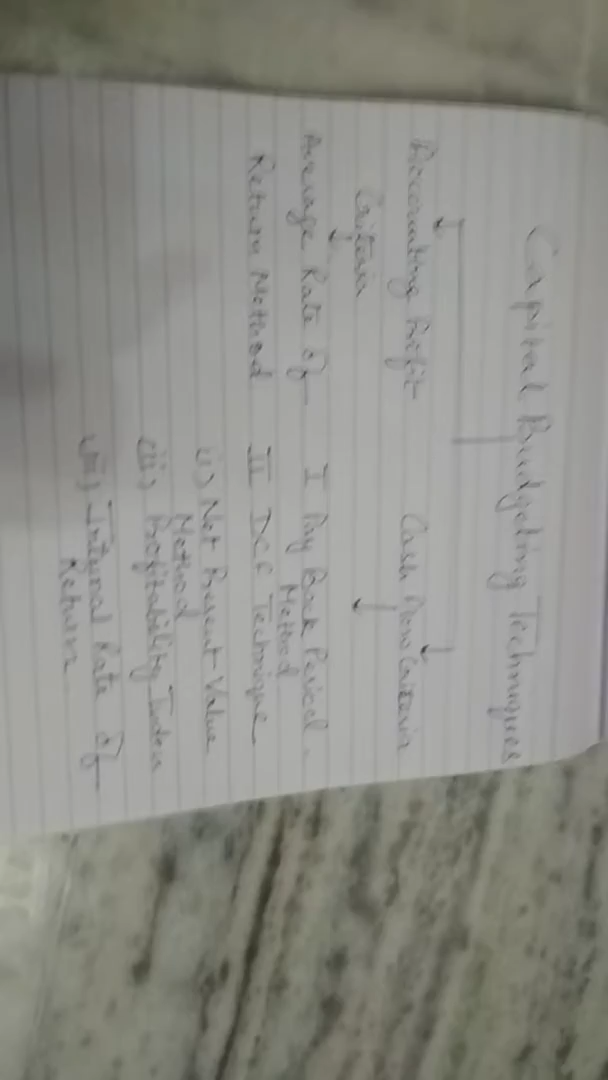 Capital Budgeting Techniques
Accounting Profit Cash Flow Criteria
Criteria
Average Rate of I Pay Back Period
Return Method Method
II DCF Technique
(i) Net Present Value
Method
(ii) Profitability Index
(iii) Internal Rate of
Return